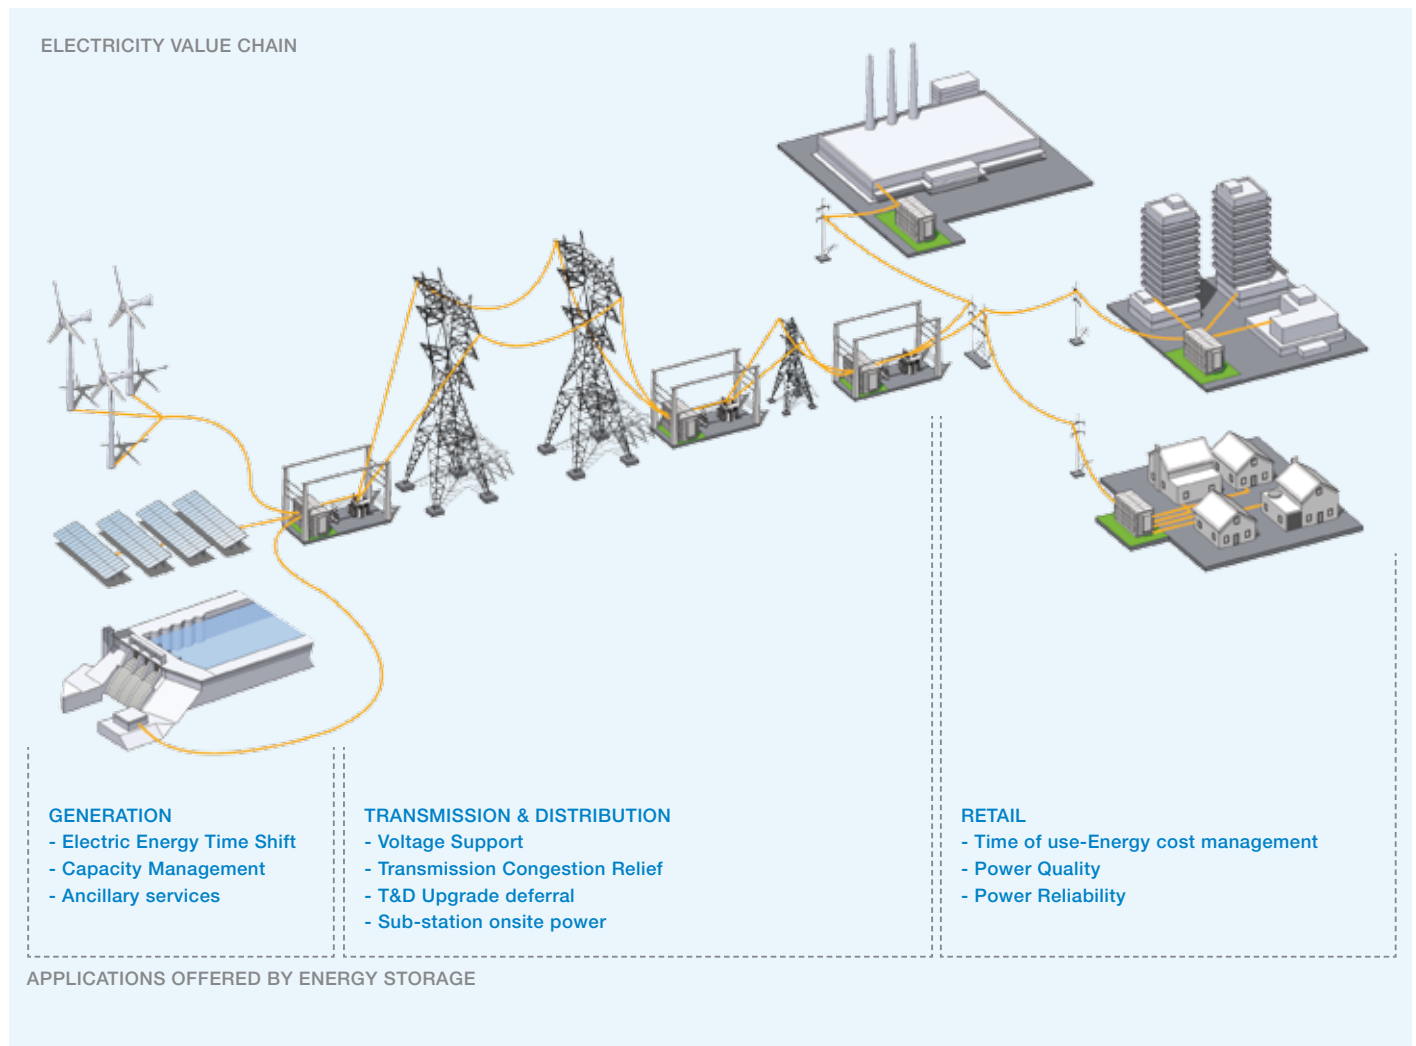 ELECTRICITY VALUE CHAIN
GENERATION
- Electric Energy Time Shift
- Capacity Management
- Ancillary services
TRANSMISSION & DISTRIBUTION
- Voltage Support
- Transmission Congestion Relief
- T&D Upgrade deferral
- Sub-station onsite power
RETAIL
- Time of use-Energy cost management
- Power Quality
- Power Reliability
APPLICATIONS OFFERED BY ENERGY STORAGE